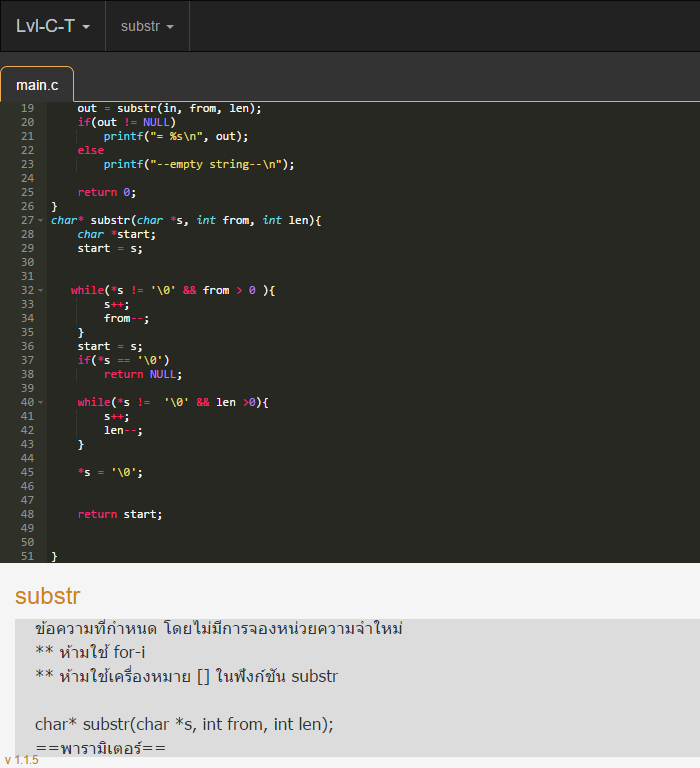 Lvl-C-T substr
main.c
19 out = substr(in, from, len);
20 if(out != NULL)
21 printf("= %s\n", out);
22 else
23 printf("--empty string--\n");
24
25 return 0;
26 }
27 char* substr(char *s, int from, int len){
28 char *start;
29 start = s;
30
31
32 while(*s != '\0' && from > 0 ){
33 s++;
34 from--;
35 }
36 start = s;
37 if(*s == '\0')
38 return NULL;
39
40 while(*s != '\0' && len >0){
41 s++;
42 len--;
43 }
44
45 *s = '\0';
46
47
48 return start;
49
50
51 }
substr
ข้อความที่กำหนด โดยไม่มีการจองหน่วยความจำใหม่
** ห้ามใช้ for-i
** ห้ามใช้เครื่องหมาย [] ในฟังก์ชัน substr
char* substr(char *s, int from, int len);
==พารามิเตอร์==
v 1.1.5